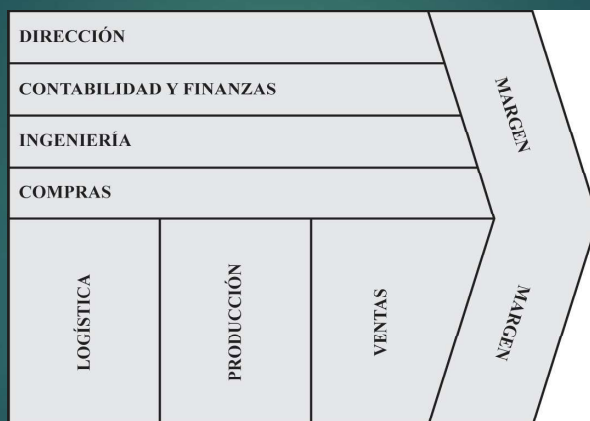 DIRECCIÓN
CONTABILIDAD Y FINANZAS
INGENIERÍA
COMPRAS
MARGEN
LOGÍSTICA
PRODUCCIÓN
VENTAS
MARGEN